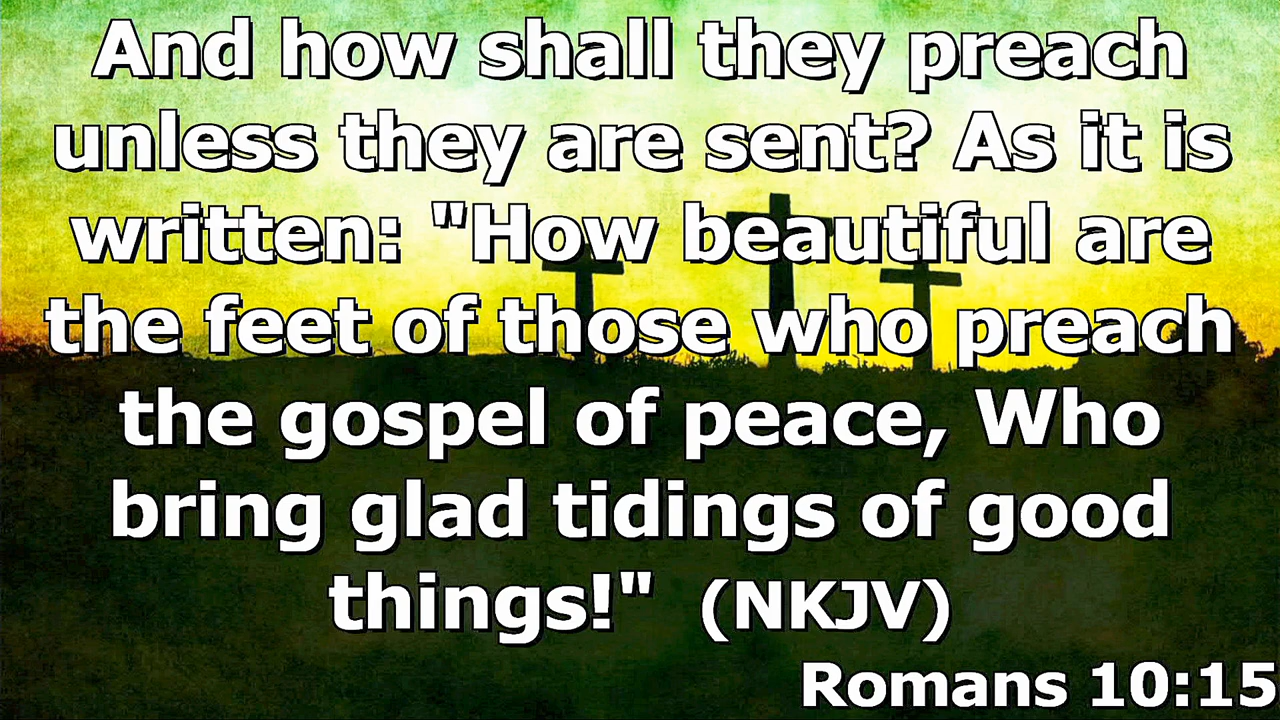 And how shall they preach
unless they are sent? As it is
written: "How beautiful are
the feet of those who preach
the gospel of peace, Who
bring glad tidings of good
things!" (NKJV)
Romans 10:15